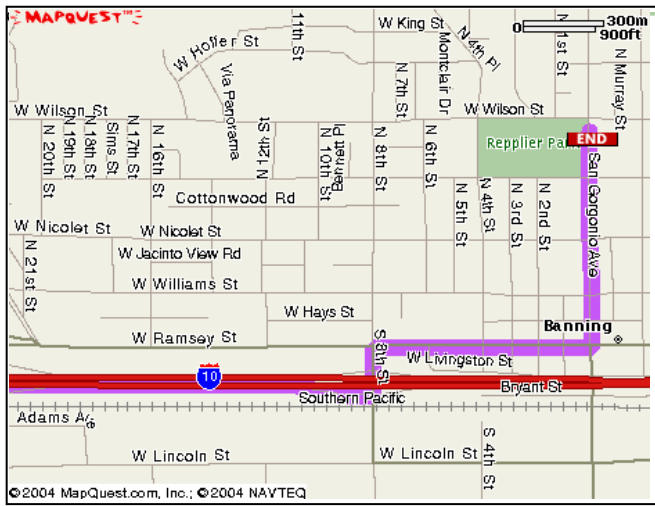 MAPQUEST
300m
0
900ft
11th St
W King St
W Hoffer St
N 4th Pl
N 1st St
N Murray St
Via Panorama
N 7th St
Montclair Dr
W Wilson St
W Wilson St
N 20th St
N 19th St
N 18th St
Sims St
N 17th St
N 16th St
N 12th St
N 10th St
Bennett Pl
N 8th St
N 6th St
Repplier Par
END
Cottonwood Rd
N 5th St
N 4th St
N 3rd St
N 2nd St
San Gorgonio Ave
W Nicolet St
W Nicolet St
N 21st St
W Jacinto View Rd
W Williams St
W Hays St
Banning
W Ramsey St
S 8th St
W Livingston St
10
Bryant St
Southern Pacific
Adams A
W Lincoln St
W Lincoln St
S 4th St
©2004 MapQuest.com, Inc.; ©2004 NAVTEQ